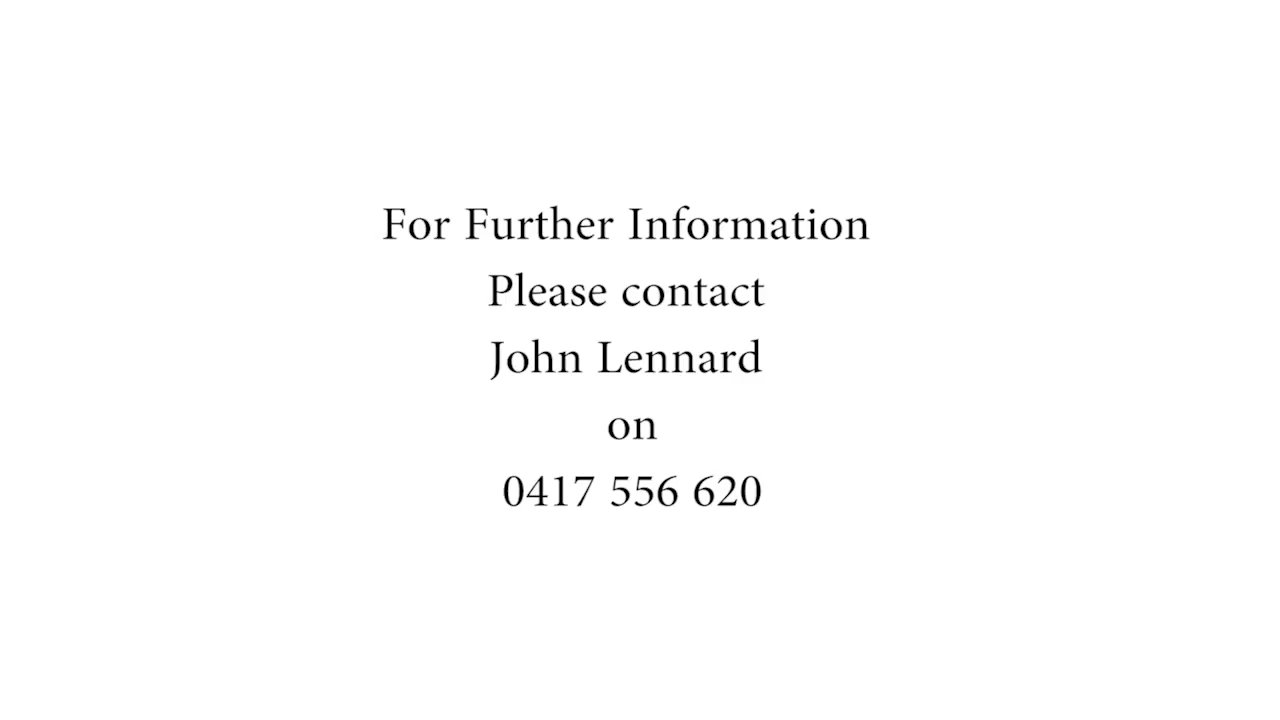 For Further Information
Please contact
John Lennard
on
0417 556 620